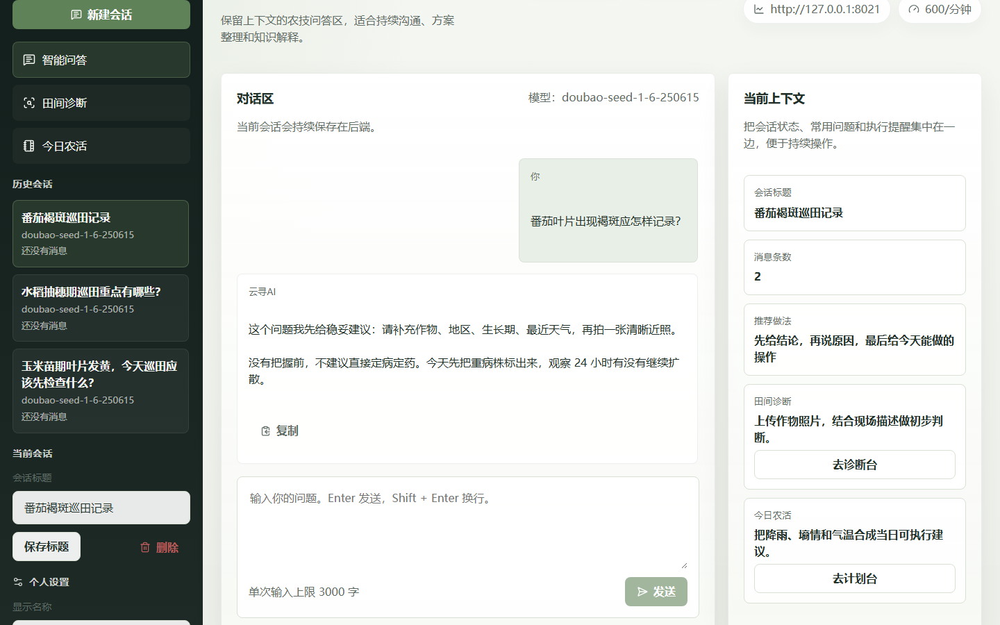 新建会话
智能问答
田间诊断
今日农活
历史会话
番茄褐斑巡田记录
doubao-seed-1-6-250615
还没有消息
水稻抽穗期巡田重点有哪些？
doubao-seed-1-6-250615
还没有消息
玉米苗期叶片发黄，今天巡田应
该先检查什么？
doubao-seed-1-6-250615
还没有消息
当前会话
会话标题
番茄褐斑巡田记录
保存标题
删除
个人设置
显示名称
保留上下文的农技问答区，适合持续沟通、方案
整理和知识解释。
http://127.0.0.1:8021
600/分钟
对话区
模型：doubao-seed-1-6-250615
当前会话会持续保存在后端。
你
番茄叶片出现褐斑应怎样记录？
云寻AI
这个问题我先给稳妥建议：请补充作物、地区、生长期、最近天气，再拍一张清晰近照。
没有把握前，不建议直接定病定药。今天先把重病株标出来，观察 24 小时有没有继续扩
散。
复制
输入你的问题。Enter 发送，Shift + Enter 换行。
单次输入上限 3000 字
发送
当前上下文
把会话状态、常用问题和执行提醒集中在一
边，便于持续操作。
会话标题
番茄褐斑巡田记录
消息条数
2
推荐做法
先给结论，再说原因，最后给今天能做的
操作
田间诊断
上传作物照片，结合现场描述做初步判
断。
去诊断台
今日农活
把降雨、墒情和气温合成当日可执行建
议。
去计划台